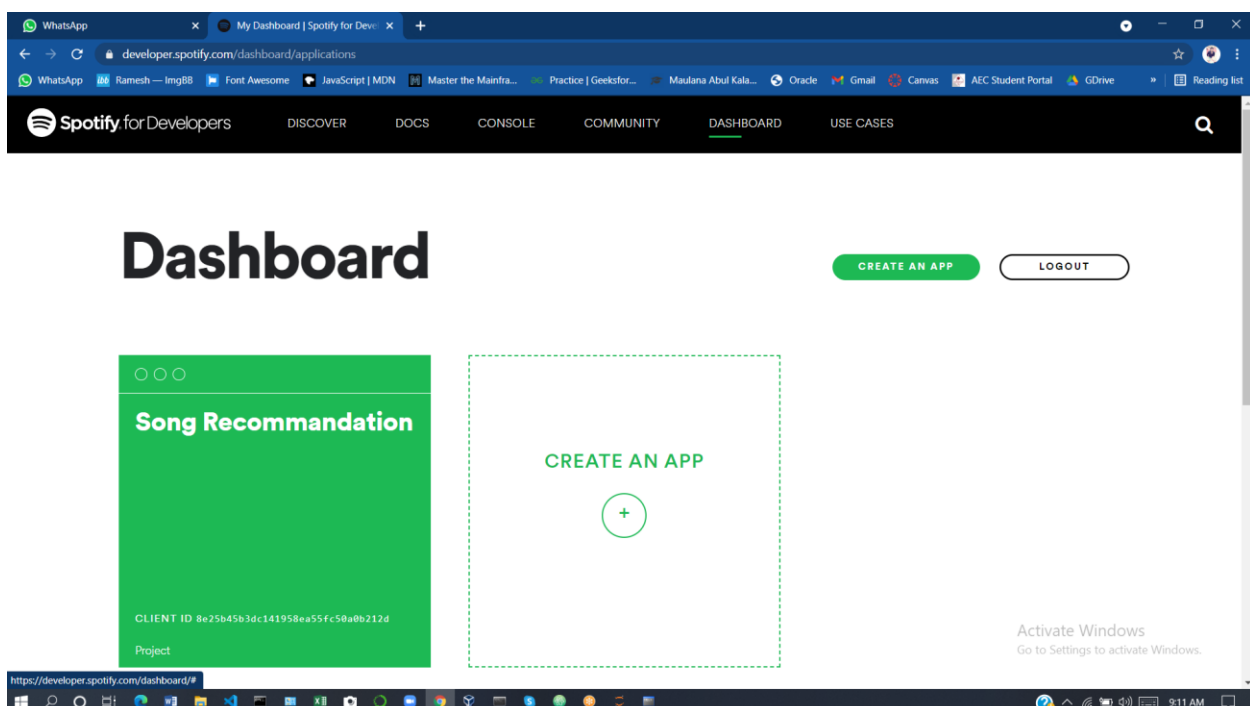 WhatsApp My Dashboard | Spotify for Deve
developer.spotify.com/dashboard/applications
WhatsApp Ramesh — ImgBB Font Awesome JavaScript | MDN Master the Mainfra... Practice | Geeksfor... Maulana Abul Kala... Oracle Gmail Canvas AEC Student Portal GDrive » Reading list
Spotify for Developers DISCOVER DOCS CONSOLE COMMUNITY DASHBOARD USE CASES
Dashboard
CREATE AN APP LOGOUT
Song Recommandation
CLIENT ID 8e25b45b3dc141958ea55fc50a0b212d
Project
CREATE AN APP
+
Activate Windows
Go to Settings to activate Windows.
https://developer.spotify.com/dashboard/#
9:11 AM